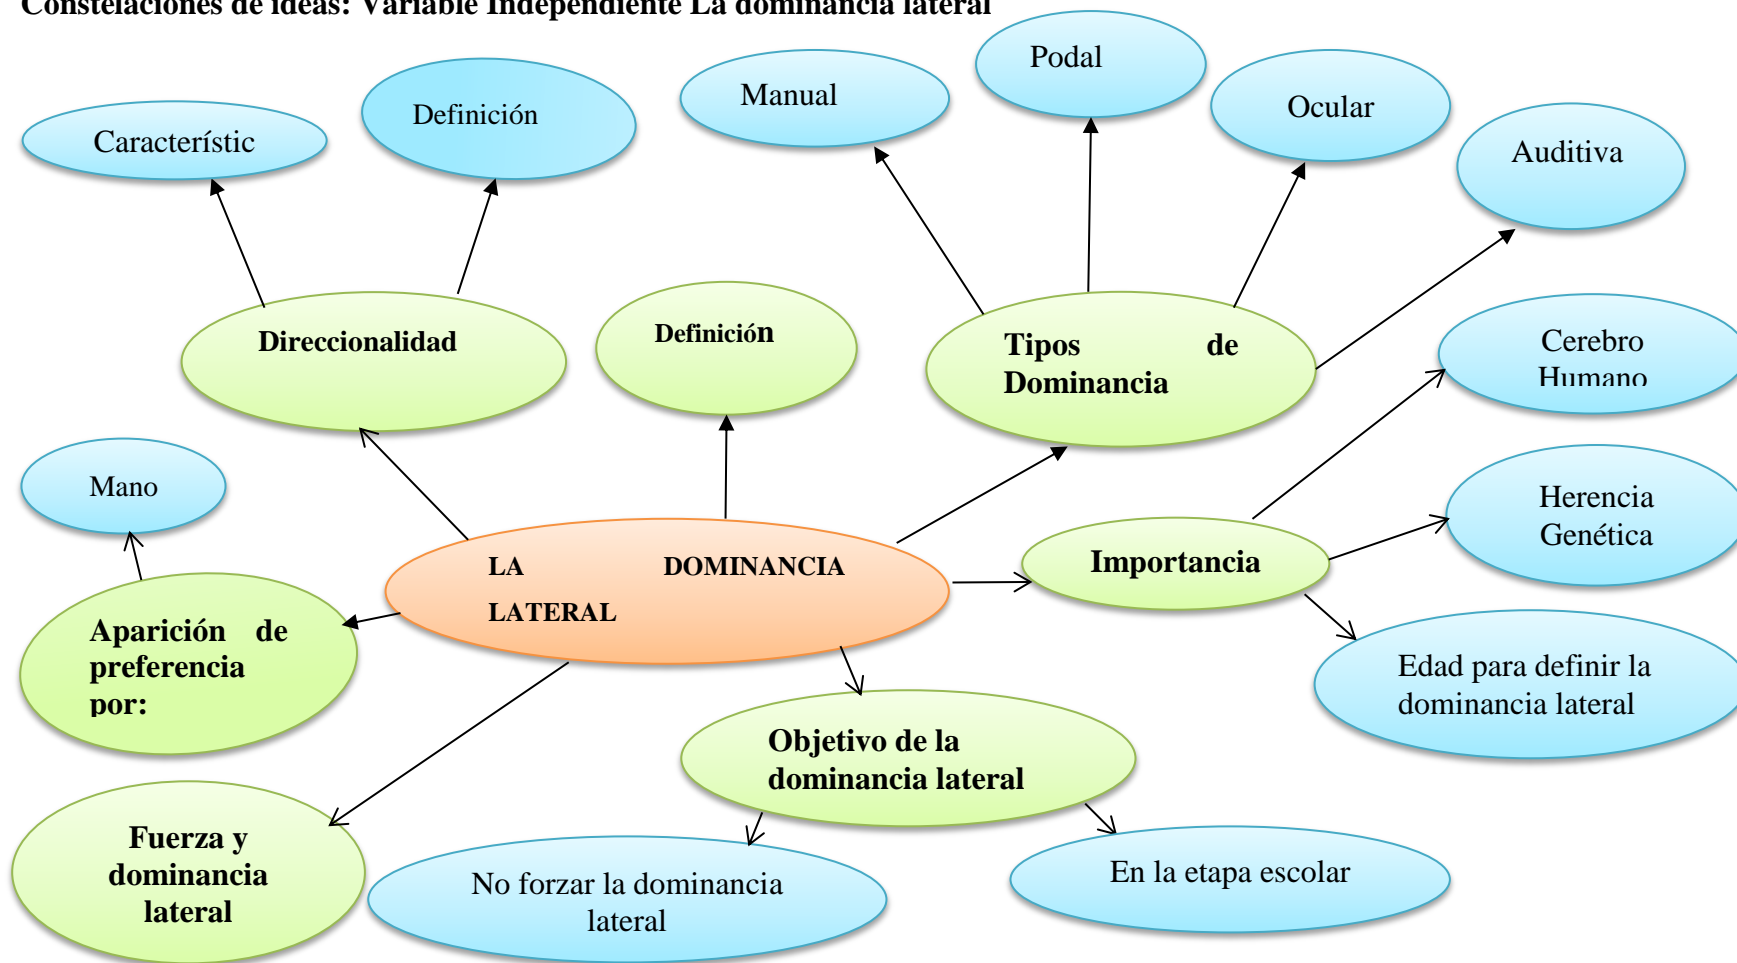 Constelaciones de ideas: Variable Independiente La dominancia lateral
Podal
Manual
Ocular
Definición
Característic
Auditiva
Direccionalidad
Definición
Tipos de
Dominancia
Cerebro
Humano
Mano
Herencia
Genética
LA DOMINANCIA
LATERAL
Importancia
Aparición de
preferencia
por:
Edad para definir la
dominancia lateral
Objetivo de la
dominancia lateral
Fuerza y
dominancia
lateral
No forzar la dominancia
lateral
En la etapa escolar